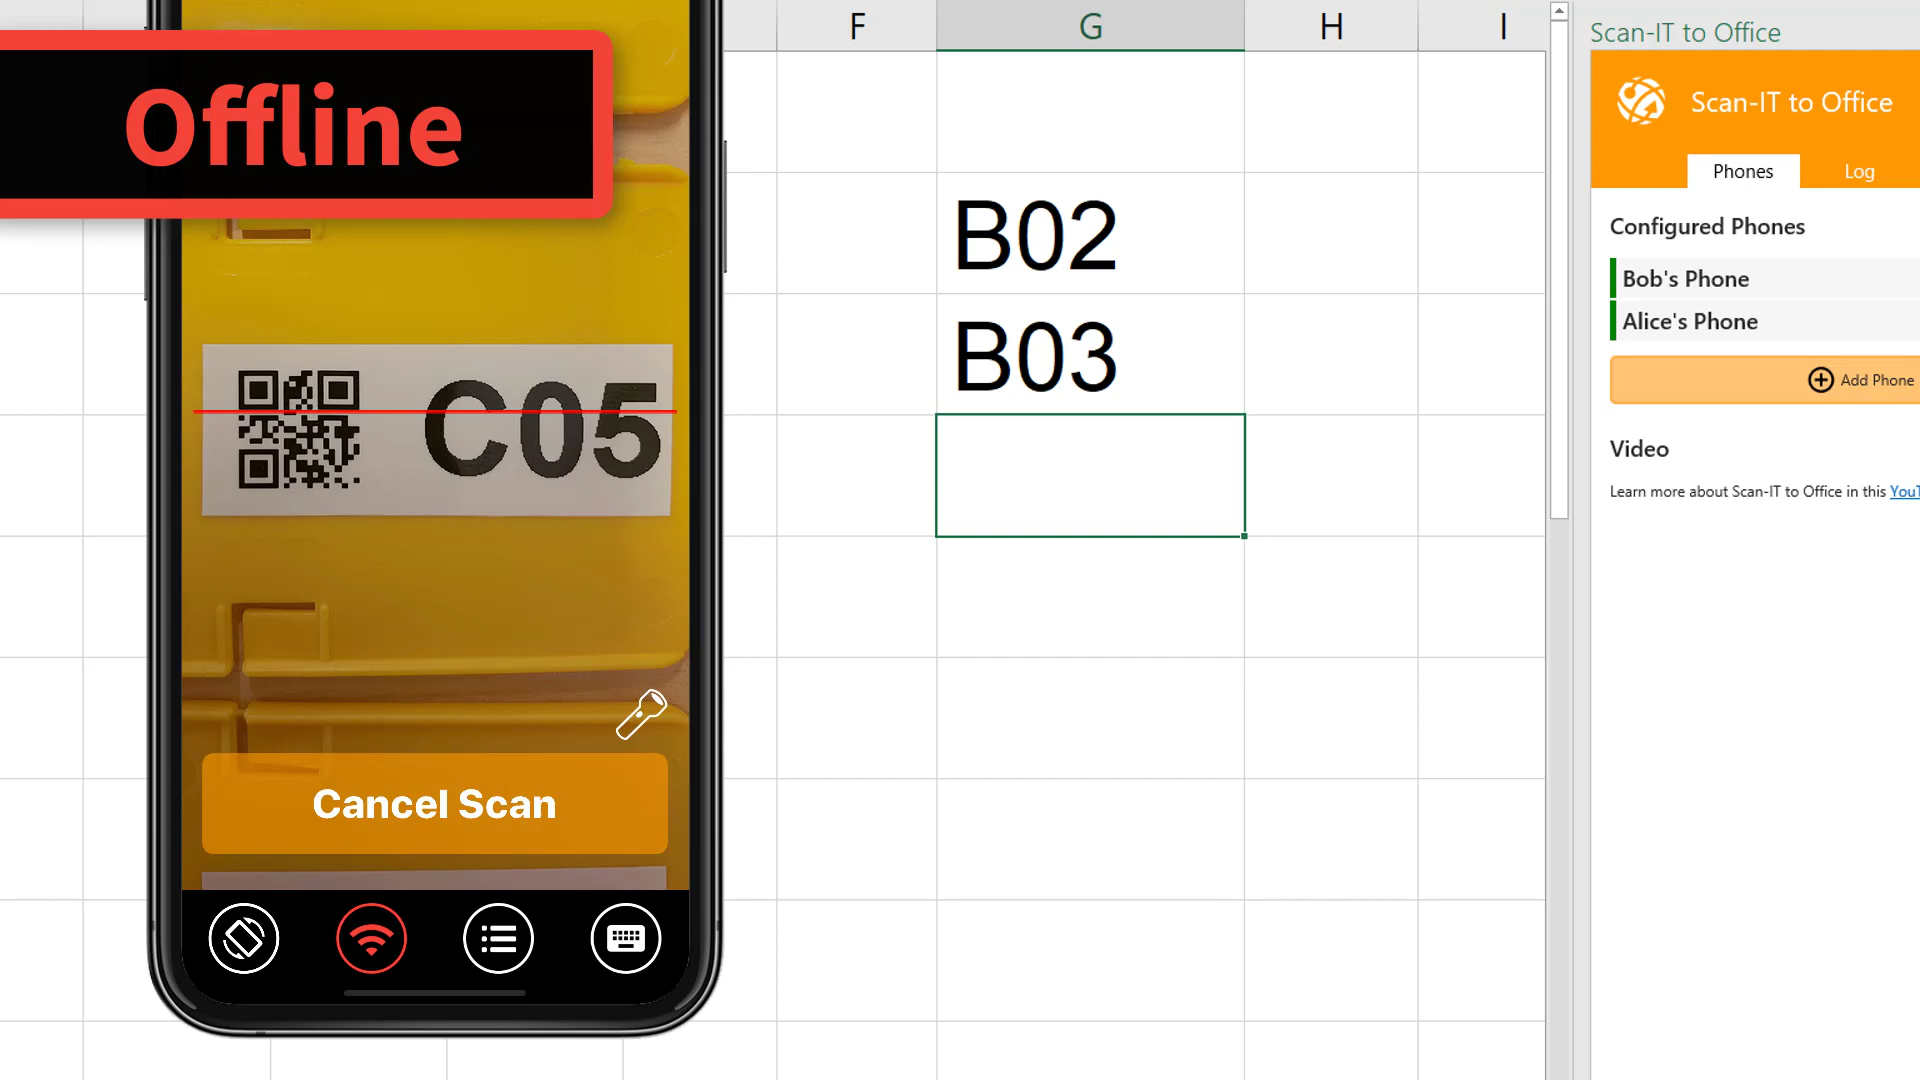 Offline
C05
Cancel Scan
F G H I
B02
B03
Scan-IT to Office
Scan-IT to Office
Phones Log
Configured Phones
Bob's Phone
Alice's Phone
Add Phone
Video
Learn more about Scan-IT to Office in this